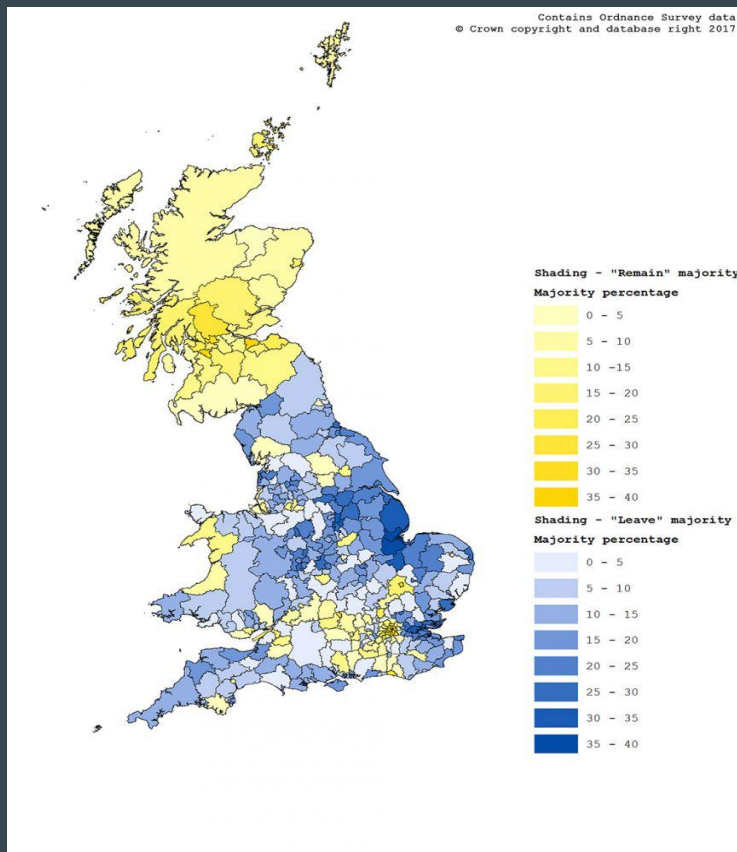 Contains Ordnance Survey data
© Crown copyright and database right 2017
Shading - "Remain" majority
Majority percentage
0 - 5
5 - 10
10 -15
15 - 20
20 - 25
25 - 30
30 - 35
35 - 40
Shading - "Leave" majority
Majority percentage
0 - 5
5 - 10
10 - 15
15 - 20
20 - 25
25 - 30
30 - 35
35 - 40